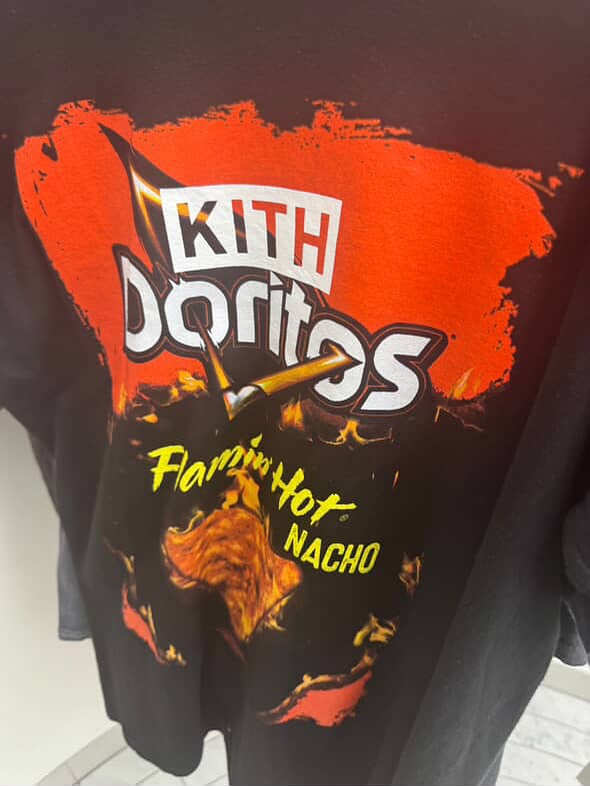 KITH
Doritos
Flamin' Hot®
NACHO